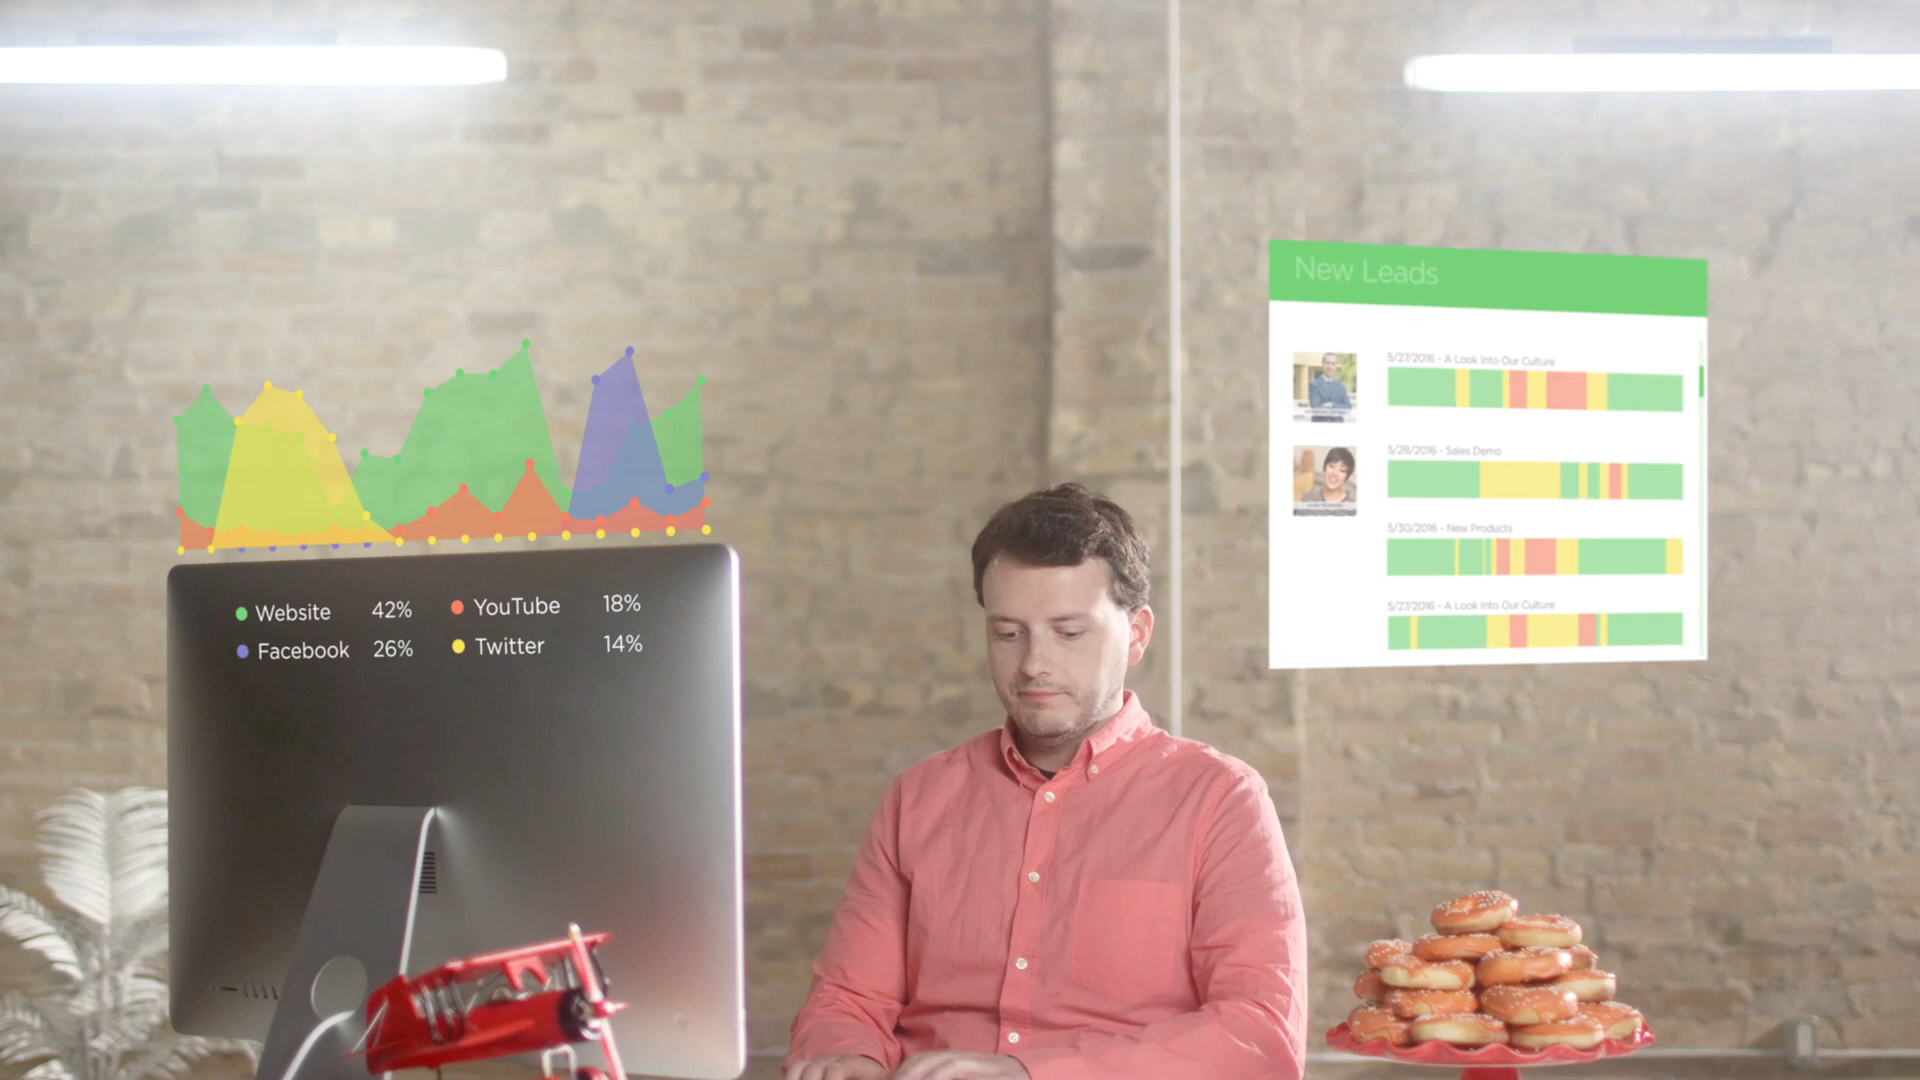 New Leads
5/27/2016 - A Look Into Our Culture
5/28/2016 - Sales Demo
5/30/2016 - New Products
5/27/2016 - A Look Into Our Culture
Website 42% YouTube 18%
Facebook 26% Twitter 14%